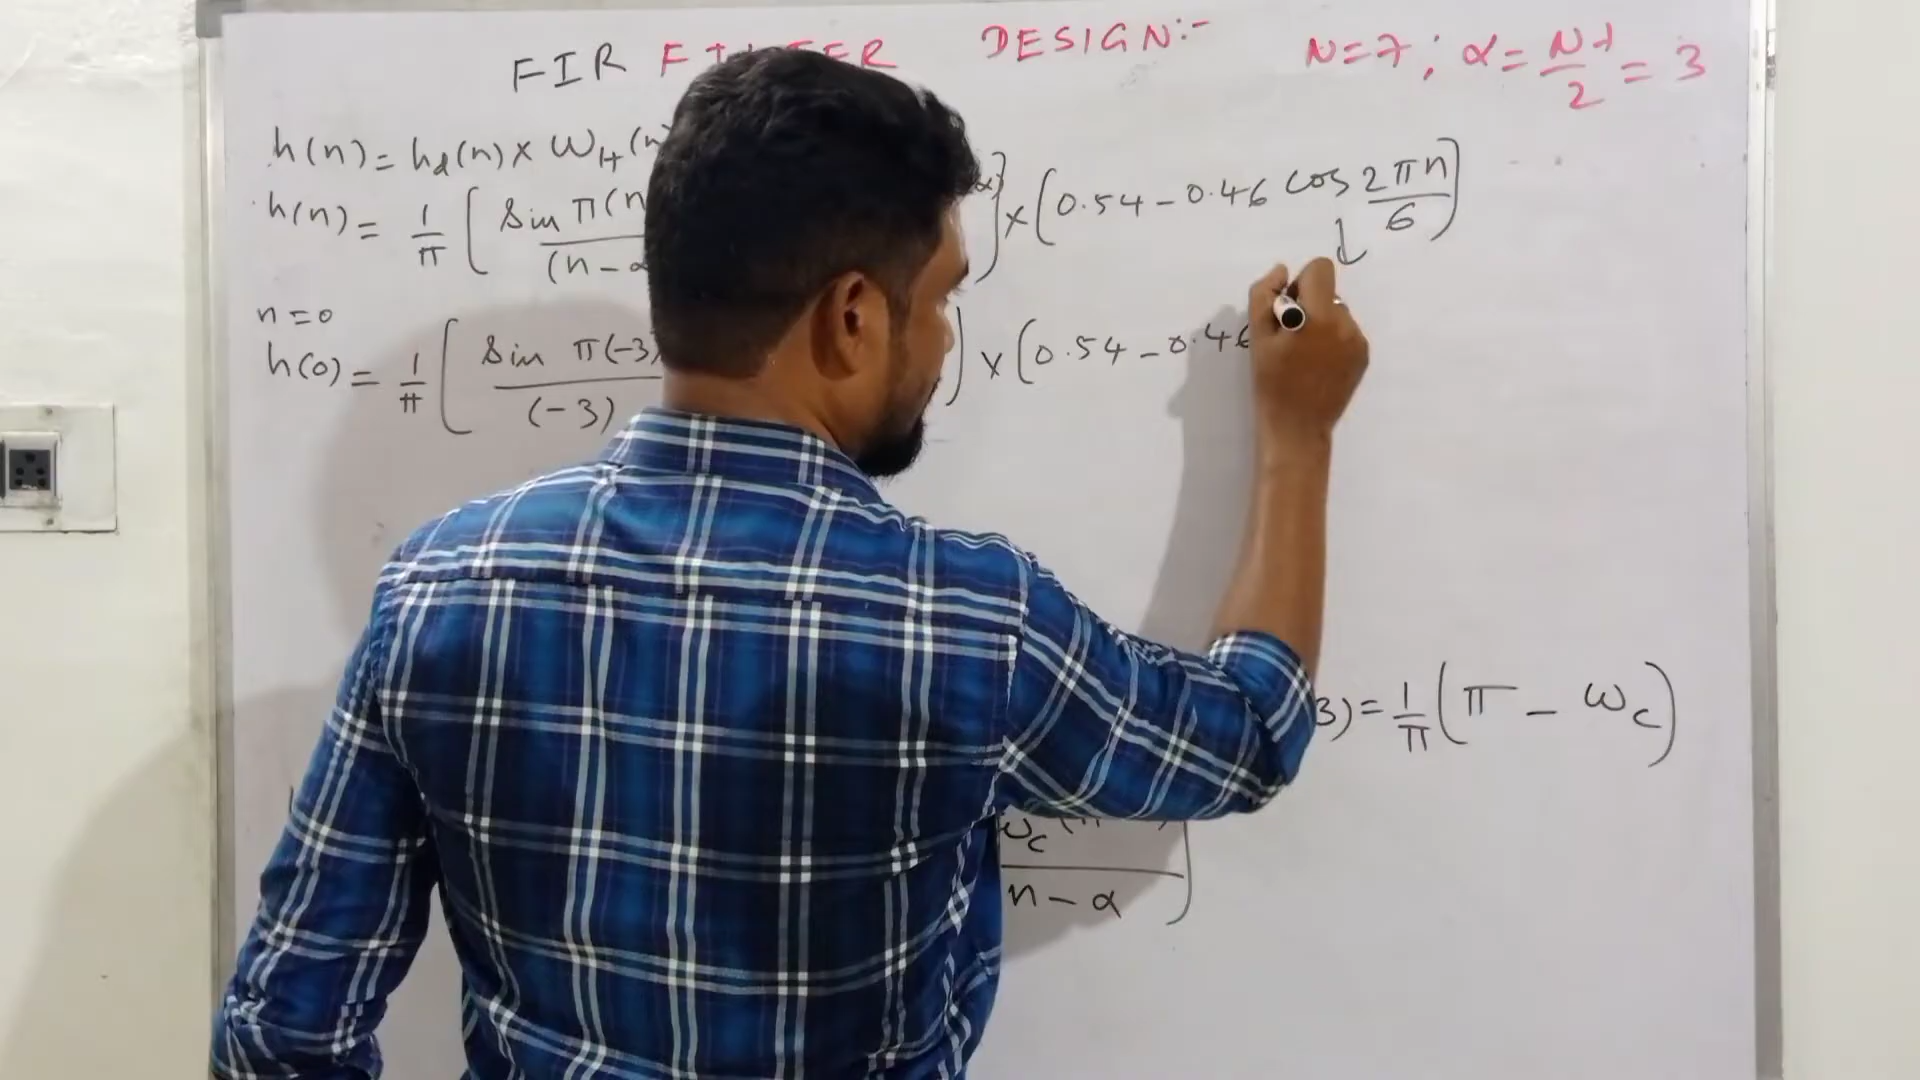 FIR FILTER DESIGN:-
N=7; α = N-1/2 = 3
h(n) = hd(n) × WH(n
h(n) = 1/π [ Sin π(n / (n-α α) ] × (0.54 - 0.46 cos 2πn/6)
n=0
h(0) = 1/π [ Sin π(-3) / (-3) ) × (0.54 - 0.46
3) = 1/π (π - ωc)
ωc (n
n-α